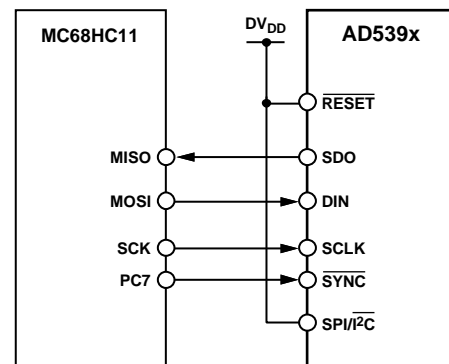 MC68HC11
DVDD
AD539x
RESET
MISO
SDO
MOSI
DIN
SCK
SCLK
PC7
SYNC
SPI/I²C